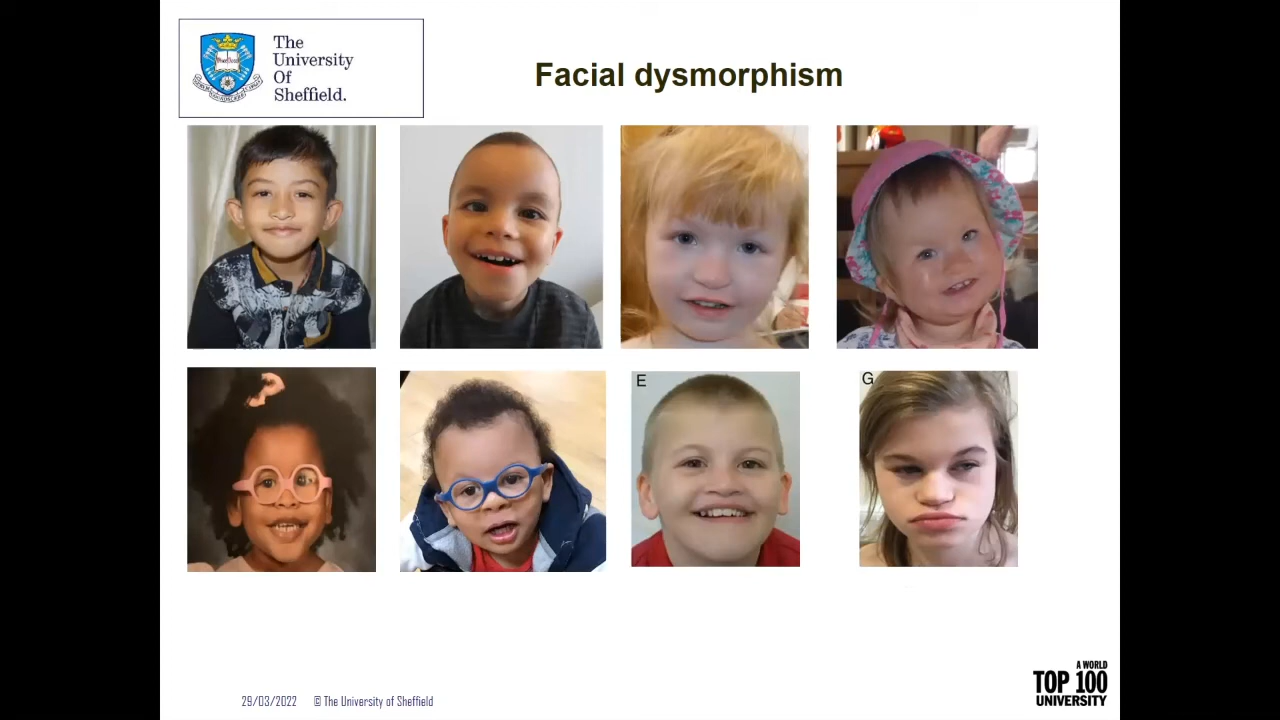 The
University
Of
Sheffield.
Facial dysmorphism
E
G
29/03/2022 © The University of Sheffield
A WORLD
TOP 100
UNIVERSITY